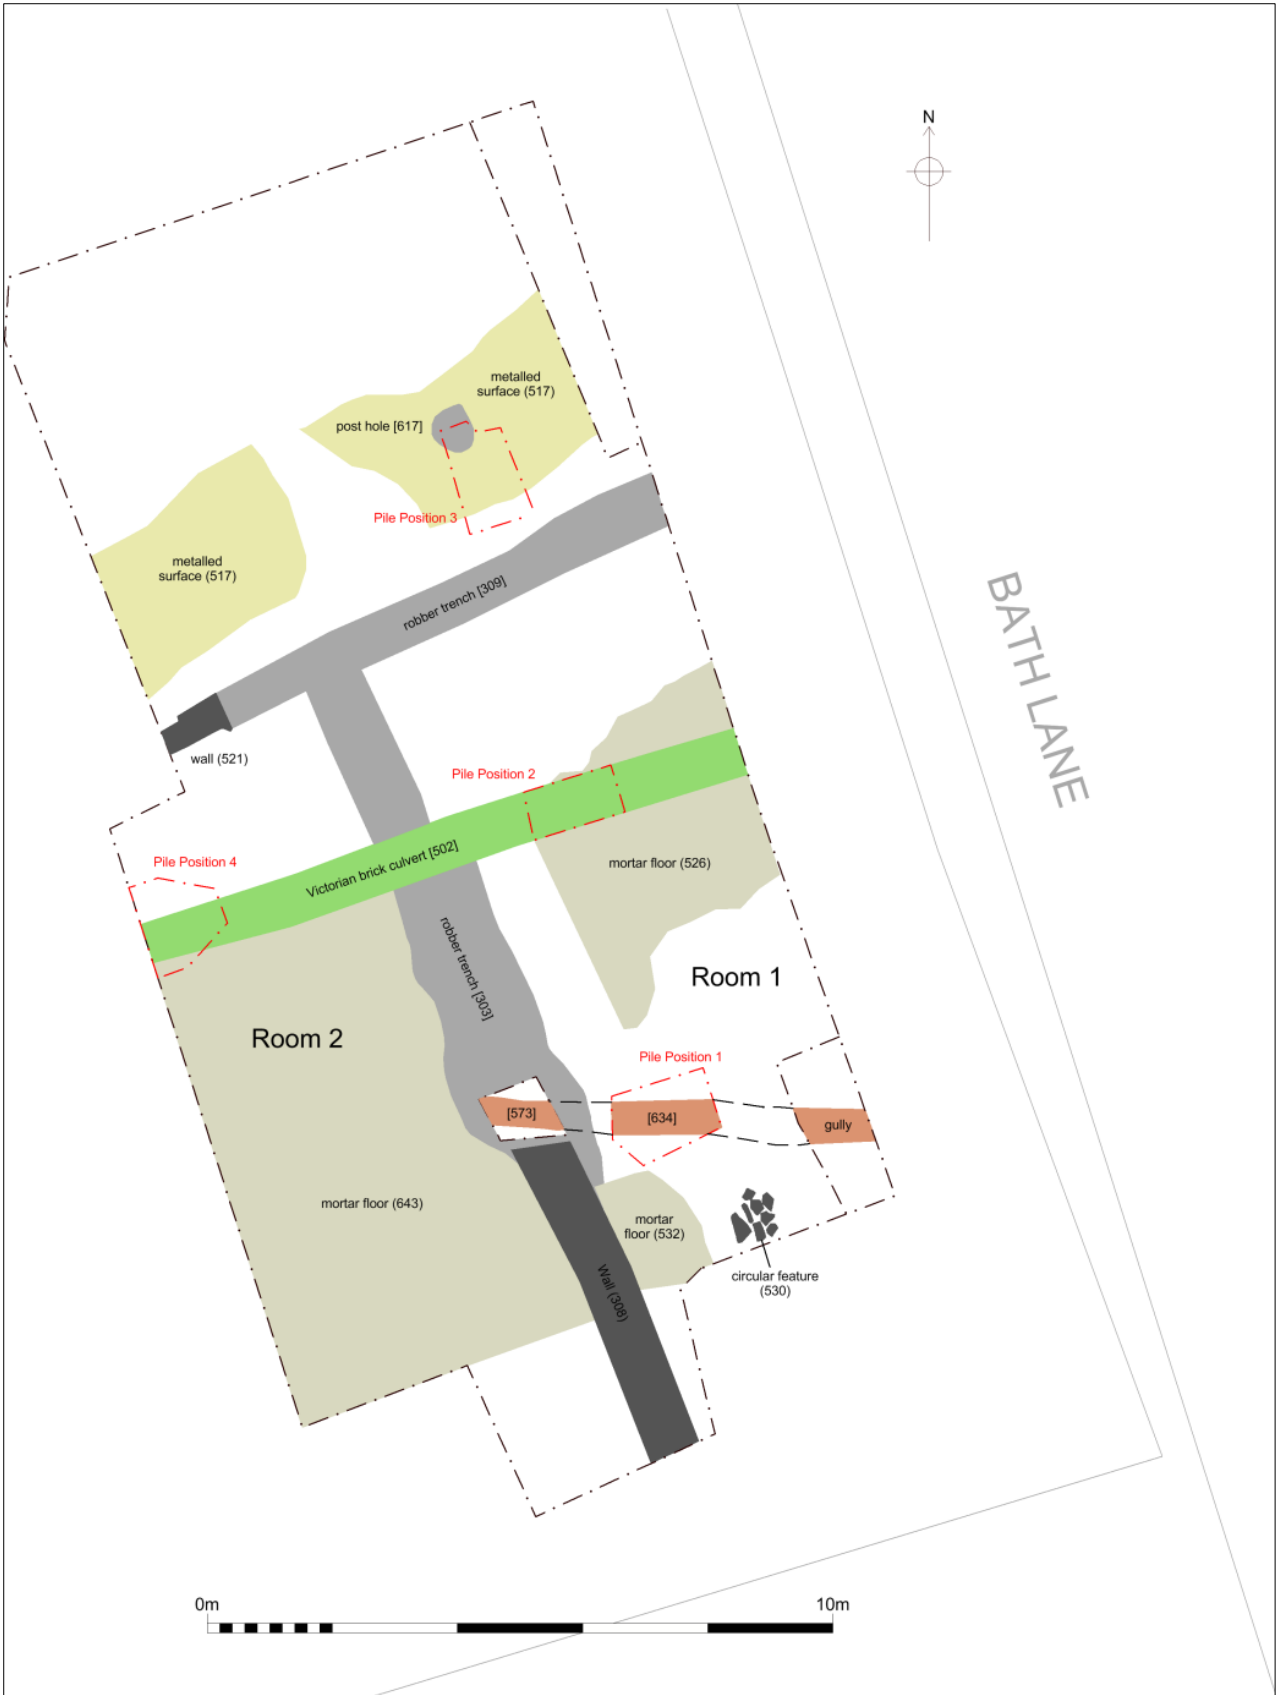 N
metalled
surface (517)
post hole [617]
Pile Position 3
metalled
surface (517)
robber trench [309]
BATH LANE
wall (521)
Pile Position 2
Victorian brick culvert [502]
mortar floor (526)
Pile Position 4
robber trench [303]
Room 1
Room 2
Pile Position 1
[573]
[634]
gully
mortar floor (643)
mortar
floor (532)
circular feature
(530)
Wall (308)
0m
10m